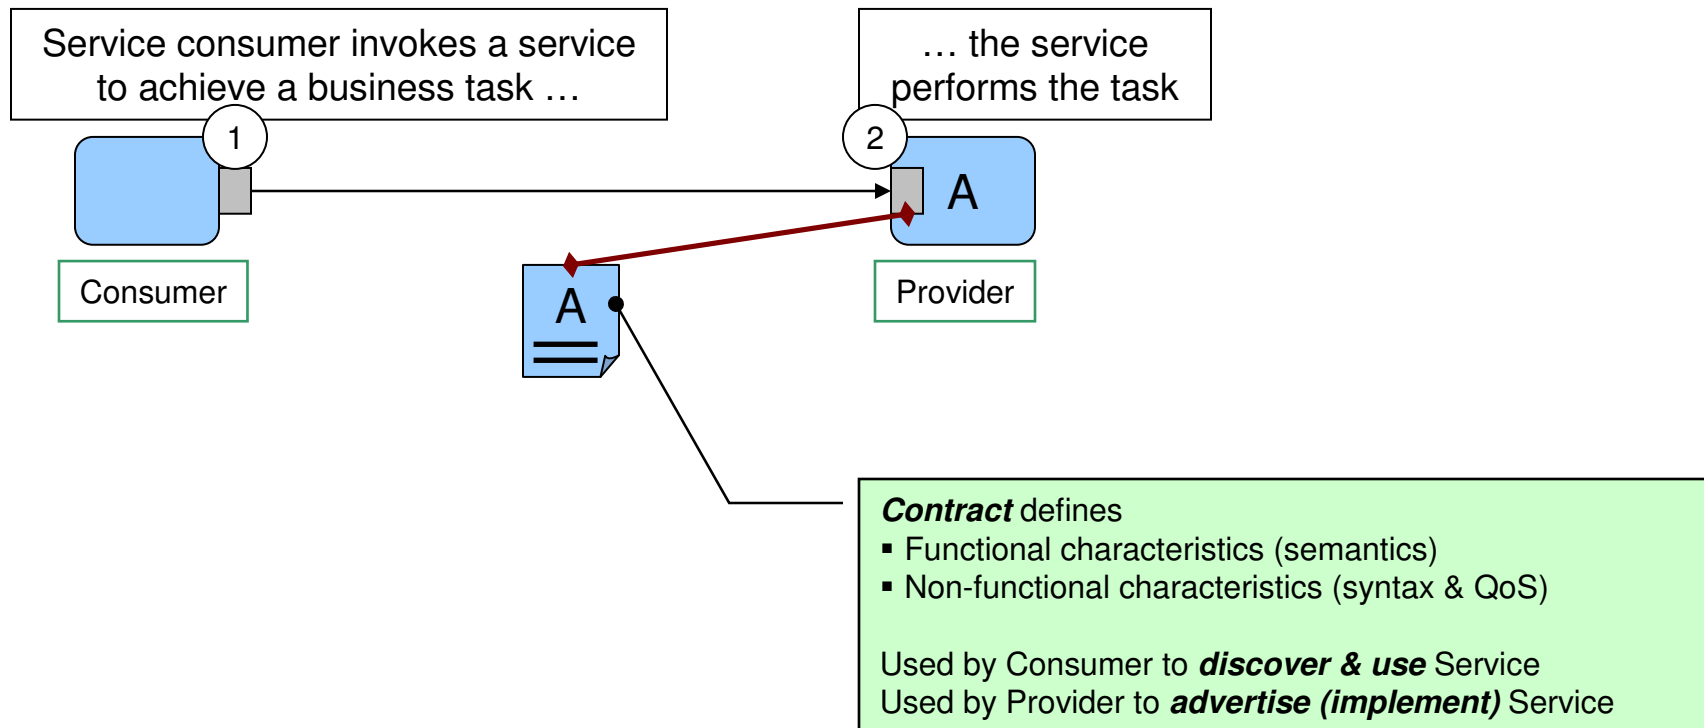 Service consumer invokes a service
to achieve a business task …
… the service
performs the task
1
2
A
Consumer
Provider
A
Contract defines
▪ Functional characteristics (semantics)
▪ Non-functional characteristics (syntax & QoS)
Used by Consumer to discover & use Service
Used by Provider to advertise (implement) Service